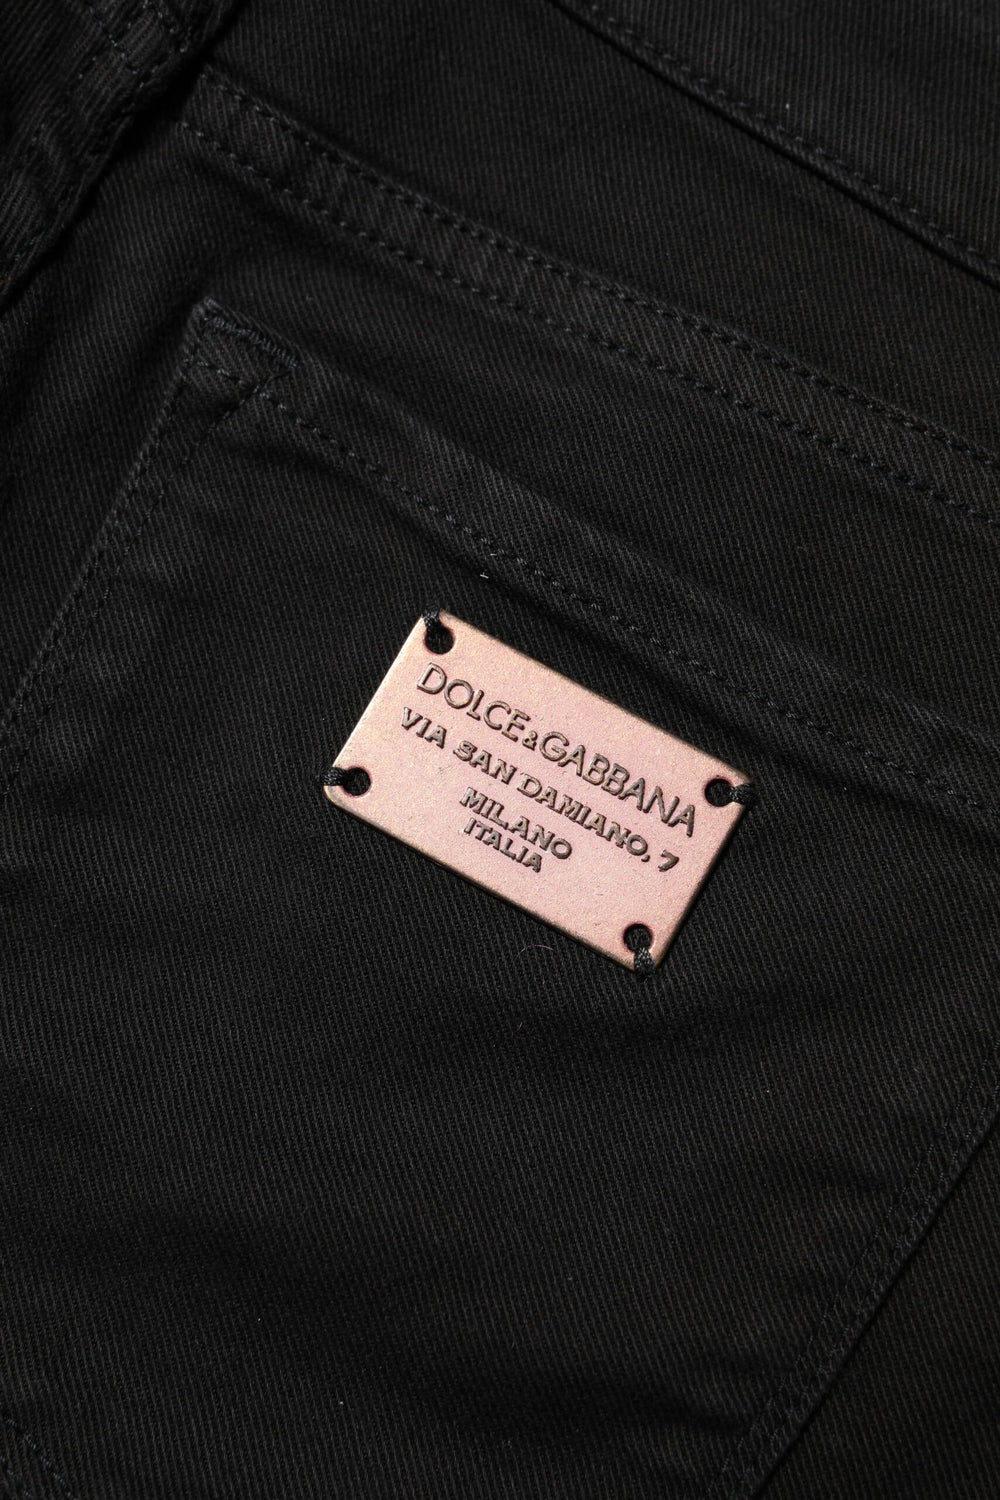 DOLCE&GABBANA
VIA SAN DAMIANO, 7
MILANO
ITALIA